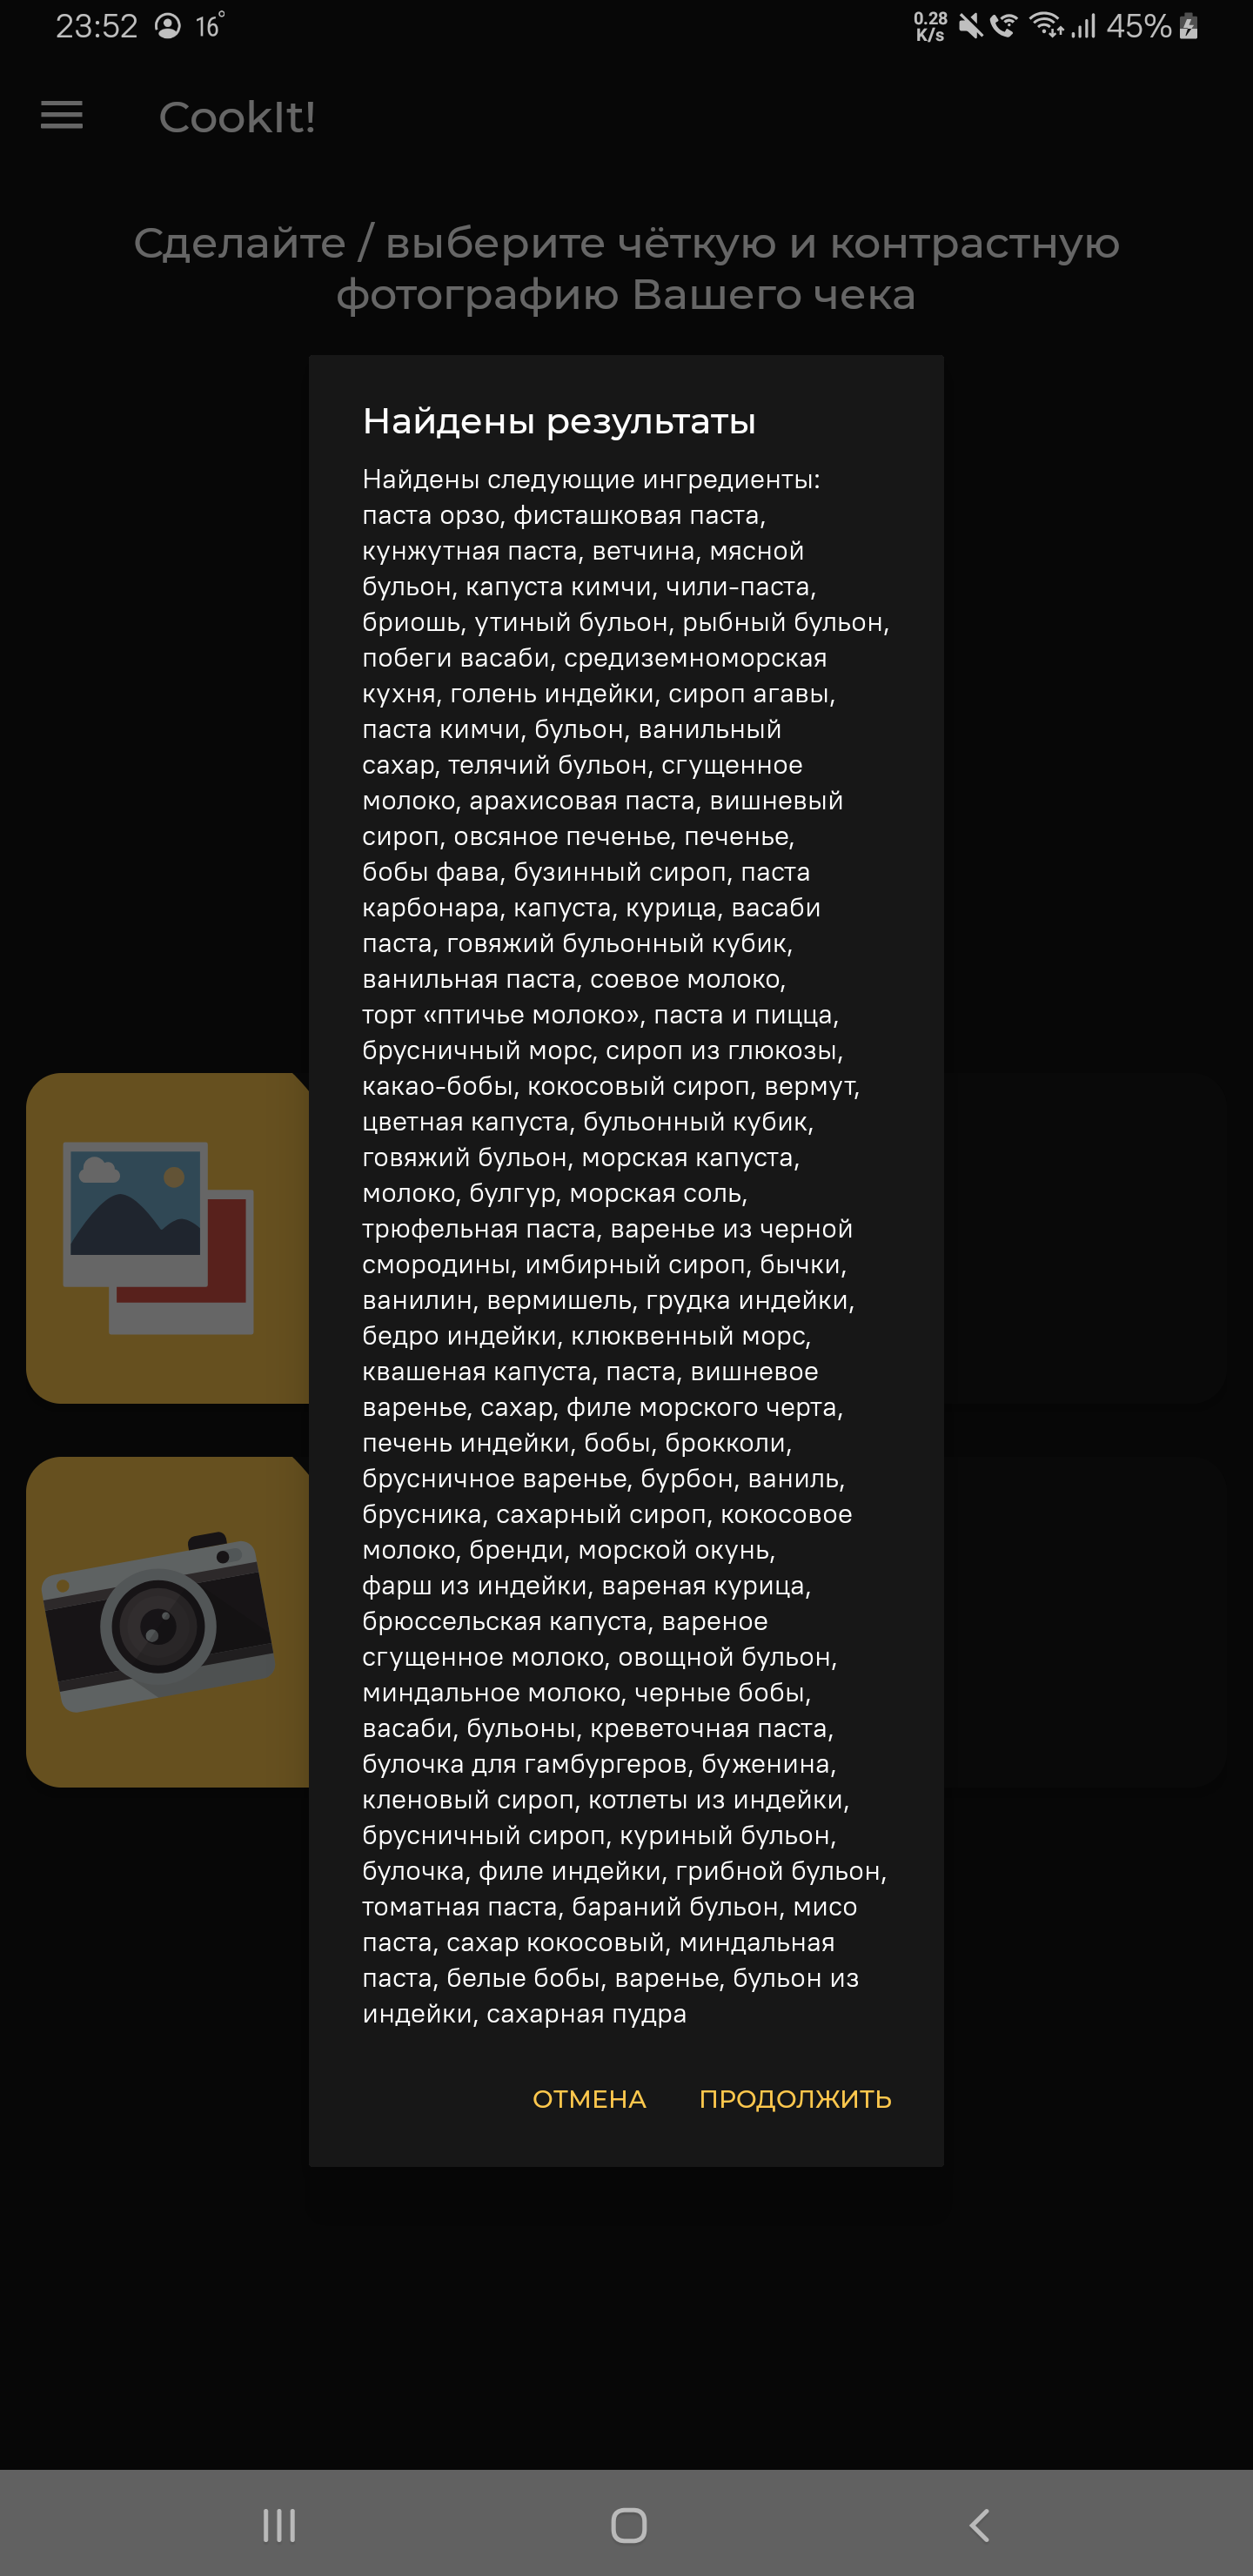 23:52 16° 0.28 K/s 45%
CookIt!
Сделайте / выберите чёткую и контрастную
фотографию Вашего чека
Найдены результаты
Найдены следующие ингредиенты:
паста орзо, фисташковая паста,
кунжутная паста, ветчина, мясной
бульон, капуста кимчи, чили-паста,
бриошь, утиный бульон, рыбный бульон,
побеги васаби, средиземноморская
кухня, голень индейки, сироп агавы,
паста кимчи, бульон, ванильный
сахар, телячий бульон, сгущенное
молоко, арахисовая паста, вишневый
сироп, овсяное печенье, печенье,
бобы фава, бузинный сироп, паста
карбонара, капуста, курица, васаби
паста, говяжий бульонный кубик,
ванильная паста, соевое молоко,
торт «птичье молоко», паста и пицца,
брусничный морс, сироп из глюкозы,
какао-бобы, кокосовый сироп, вермут,
цветная капуста, бульонный кубик,
говяжий бульон, морская капуста,
молоко, булгур, морская соль,
трюфельная паста, варенье из черной
смородины, имбирный сироп, бычки,
ванилин, вермишель, грудка индейки,
бедро индейки, клюквенный морс,
квашеная капуста, паста, вишневое
варенье, сахар, филе морского черта,
печень индейки, бобы, брокколи,
брусничное варенье, бурбон, ваниль,
брусника, сахарный сироп, кокосовое
молоко, бренди, морской окунь,
фарш из индейки, вареная курица,
брюссельская капуста, вареное
сгущенное молоко, овощной бульон,
миндальное молоко, черные бобы,
васаби, бульоны, креветочная паста,
булочка для гамбургеров, буженина,
кленовый сироп, котлеты из индейки,
брусничный сироп, куриный бульон,
булочка, филе индейки, грибной бульон,
томатная паста, бараний бульон, мисо
паста, сахар кокосовый, миндальная
паста, белые бобы, варенье, бульон из
индейки, сахарная пудра
ОТМЕНА ПРОДОЛЖИТЬ